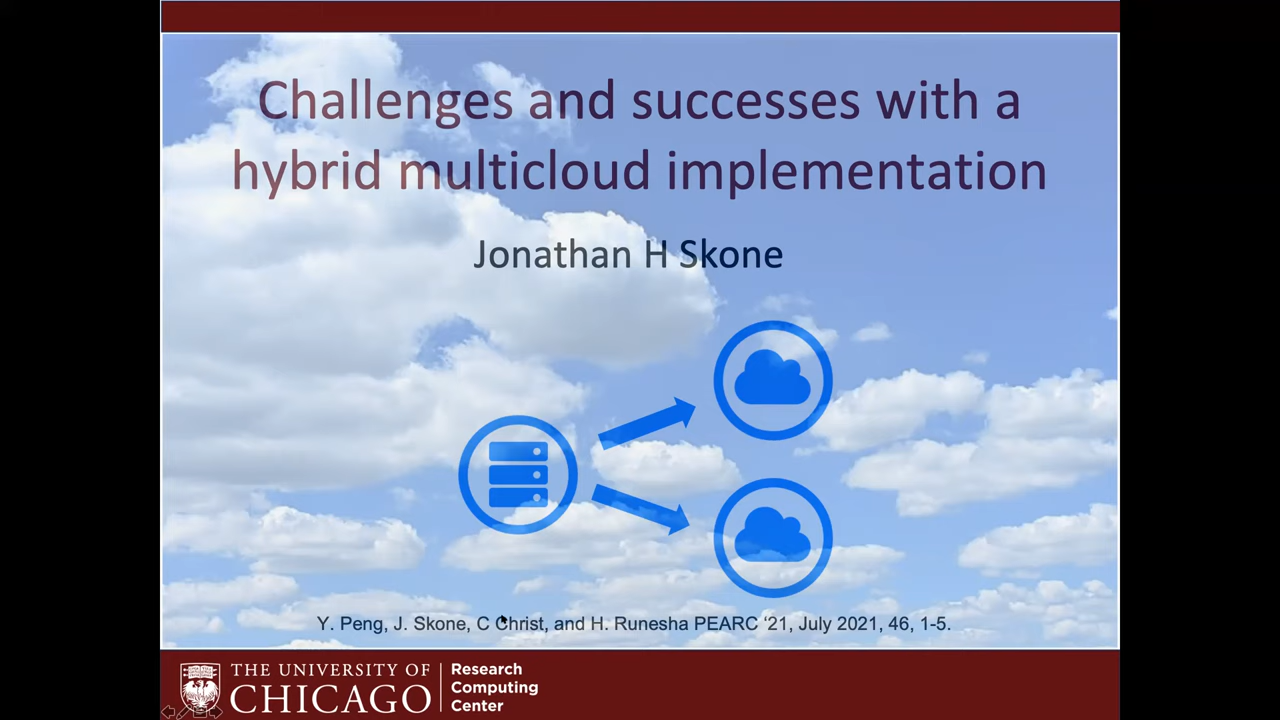 Challenges and successes with a
hybrid multicloud implementation
Jonathan H Skone
Y. Peng, J. Skone, C Christ, and H. Runesha PEARC ‘21, July 2021, 46, 1-5.
THE UNIVERSITY OF
CHICAGO
Research
Computing
Center